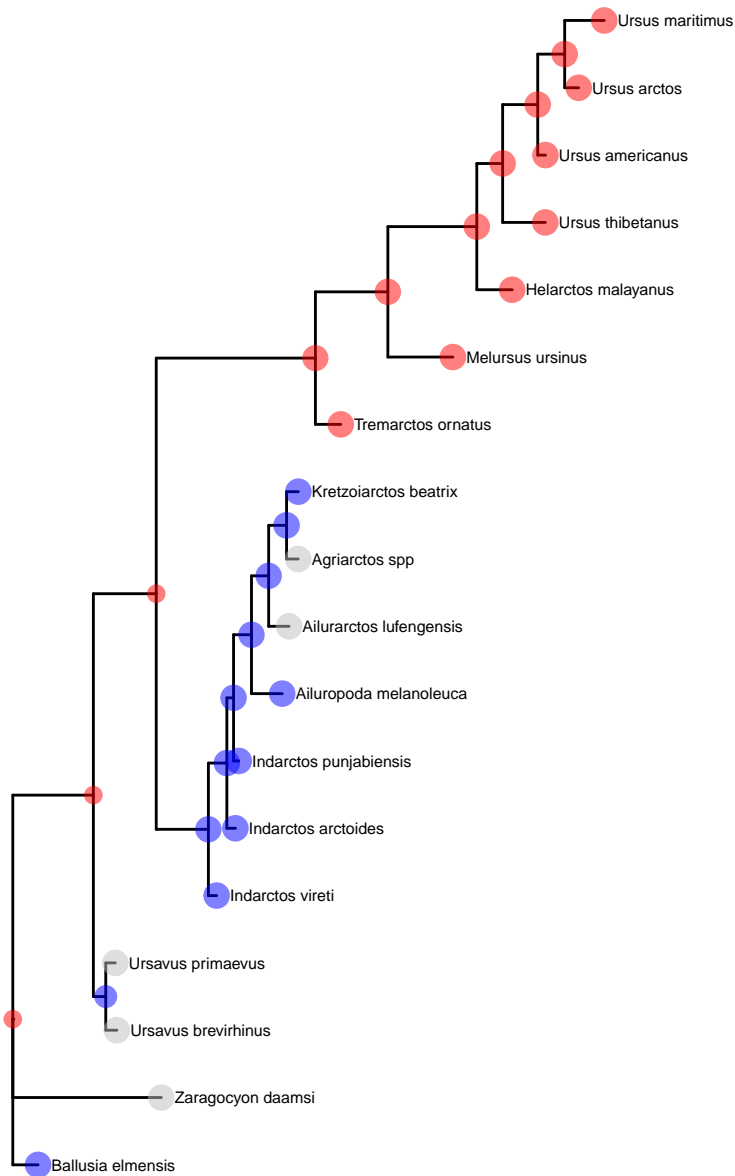 Ursus maritimus
Ursus arctos
Ursus americanus
Ursus thibetanus
Helarctos malayanus
Melursus ursinus
Tremarctos ornatus
Kretzoiarctos beatrix
Agriarctos spp
Ailurarctos lufengensis
Ailuropoda melanoleuca
Indarctos punjabiensis
Indarctos arctoides
Indarctos vireti
Ursavus primaevus
Ursavus brevirhinus
Zaragocyon daamsi
Ballusia elmensis